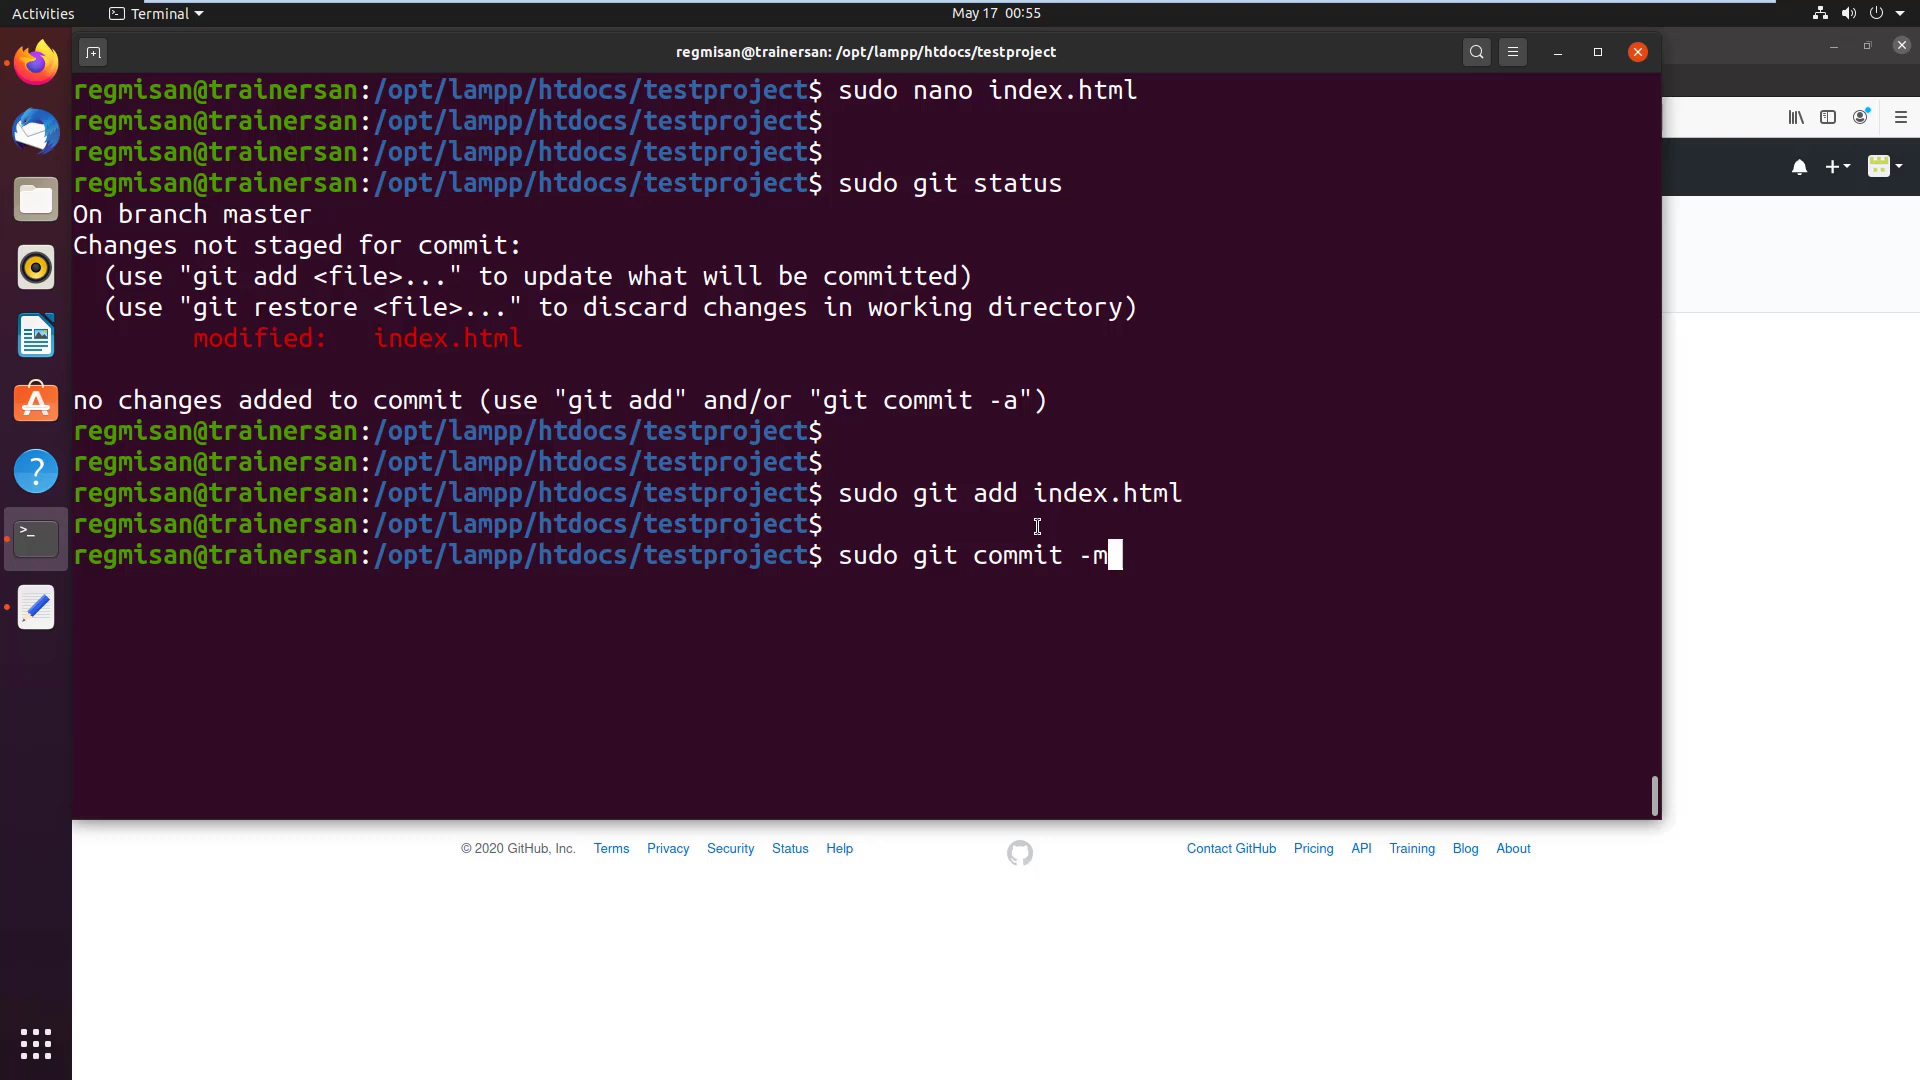 Activities
Terminal
May 17 00:55
regmisan@trainersan: /opt/lampp/htdocs/testproject
regmisan@trainersan:/opt/lampp/htdocs/testproject$ sudo nano index.html
regmisan@trainersan:/opt/lampp/htdocs/testproject$
regmisan@trainersan:/opt/lampp/htdocs/testproject$
regmisan@trainersan:/opt/lampp/htdocs/testproject$ sudo git status
On branch master
Changes not staged for commit:
  (use "git add <file>..." to update what will be committed)
  (use "git restore <file>..." to discard changes in working directory)
        modified:   index.html

no changes added to commit (use "git add" and/or "git commit -a")
regmisan@trainersan:/opt/lampp/htdocs/testproject$
regmisan@trainersan:/opt/lampp/htdocs/testproject$
regmisan@trainersan:/opt/lampp/htdocs/testproject$ sudo git add index.html
regmisan@trainersan:/opt/lampp/htdocs/testproject$
regmisan@trainersan:/opt/lampp/htdocs/testproject$ sudo git commit -m
© 2020 GitHub, Inc. Terms Privacy Security Status Help Contact GitHub Pricing API Training Blog About